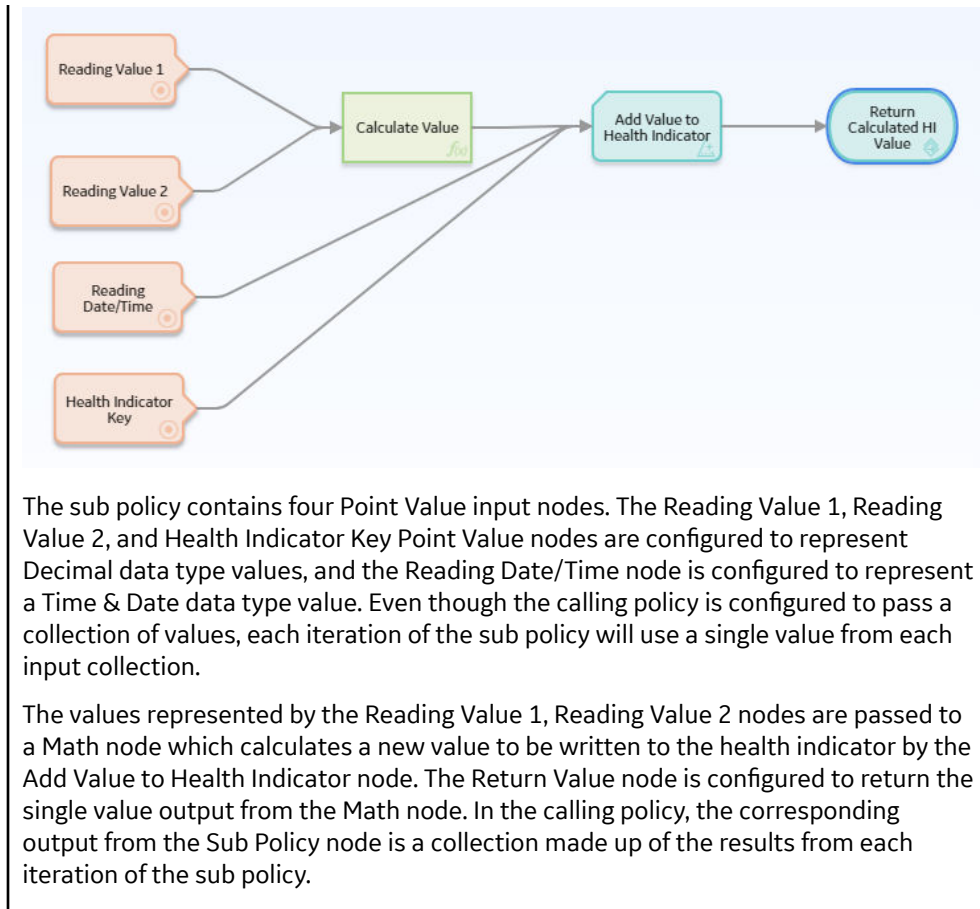 Reading Value 1
Reading Value 2
Reading
Date/Time
Health Indicator
Key
Calculate Value
f(x)
Add Value to
Health Indicator
Return
Calculated HI
Value
The sub policy contains four Point Value input nodes. The Reading Value 1, Reading
Value 2, and Health Indicator Key Point Value nodes are configured to represent
Decimal data type values, and the Reading Date/Time node is configured to represent
a Time & Date data type value. Even though the calling policy is configured to pass a
collection of values, each iteration of the sub policy will use a single value from each
input collection.
The values represented by the Reading Value 1, Reading Value 2 nodes are passed to
a Math node which calculates a new value to be written to the health indicator by the
Add Value to Health Indicator node. The Return Value node is configured to return the
single value output from the Math node. In the calling policy, the corresponding
output from the Sub Policy node is a collection made up of the results from each
iteration of the sub policy.